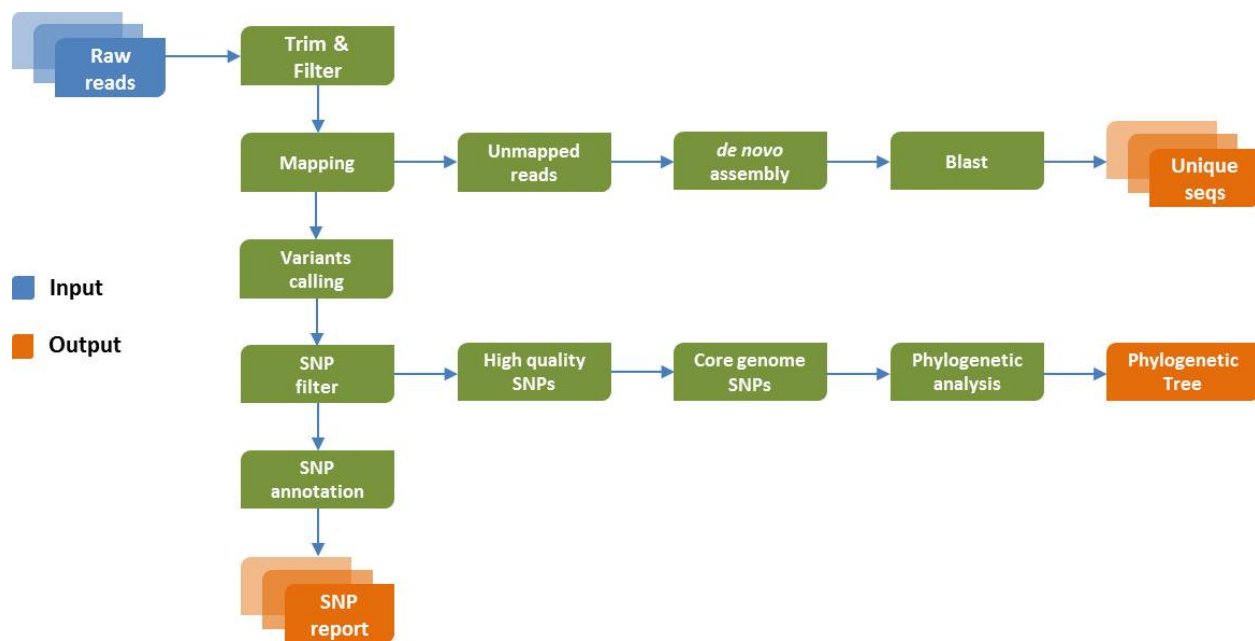 Raw
reads
Trim &
Filter
Mapping
Unmapped
reads
de novo
assembly
Blast
Unique
seqs
Variants
calling
Input
Output
SNP
filter
High quality
SNPs
Core genome
SNPs
Phylogenetic
analysis
Phylogenetic
Tree
SNP
annotation
SNP
report